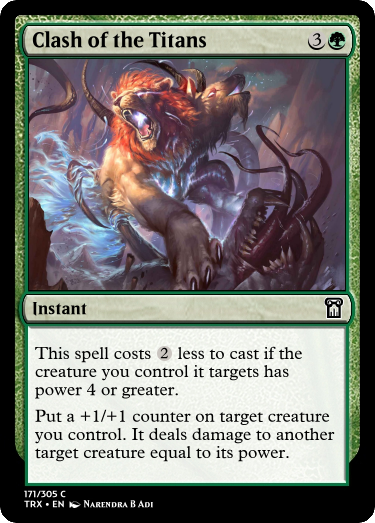 Clash of the Titans 3
Instant
This spell costs 2 less to cast if the
creature you control it targets has
power 4 or greater.
Put a +1/+1 counter on target creature
you control. It deals damage to another
target creature equal to its power.
171/305 C
TRX • EN Narendra B Adi